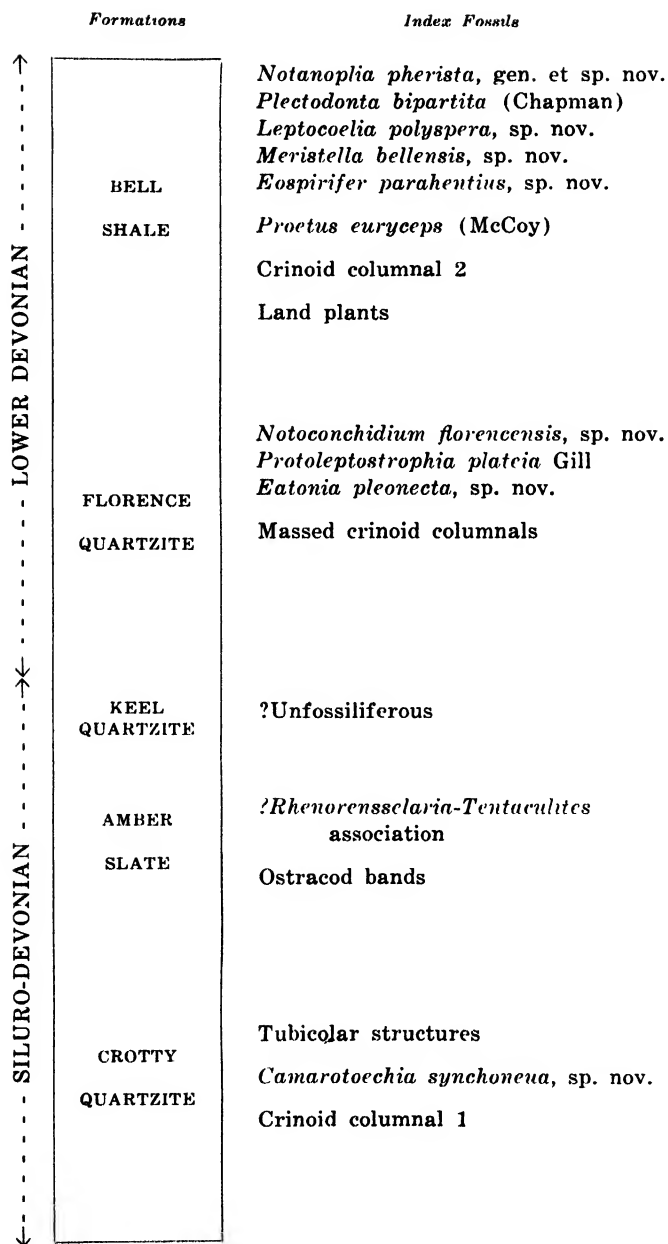 Formations Index Fossils
LOWER DEVONIAN
Notanoplia pherista, gen. et sp. nov.
Plectodonta bipartita (Chapman)
Leptocoelia polyspera, sp. nov.
Meristella bellensis, sp. nov.
BELL Eospirifer parahentius, sp. nov.
SHALE Proetus euryceps (McCoy)
Crinoid columnal 2
Land plants
Notoconchidium florencensis, sp. nov.
Protoleptostrophia plateia Gill
FLORENCE Eatonia pleonecta, sp. nov.
QUARTZITE Massed crinoid columnals
SILURO-DEVONIAN
KEEL ?Unfossiliferous
QUARTZITE
AMBER ?Rhenorensselaria-Tentaculites
association
SLATE Ostracod bands
Tubicolar structures
CROTTY Camarotoechia synchoneua, sp. nov.
QUARTZITE Crinoid columnal 1